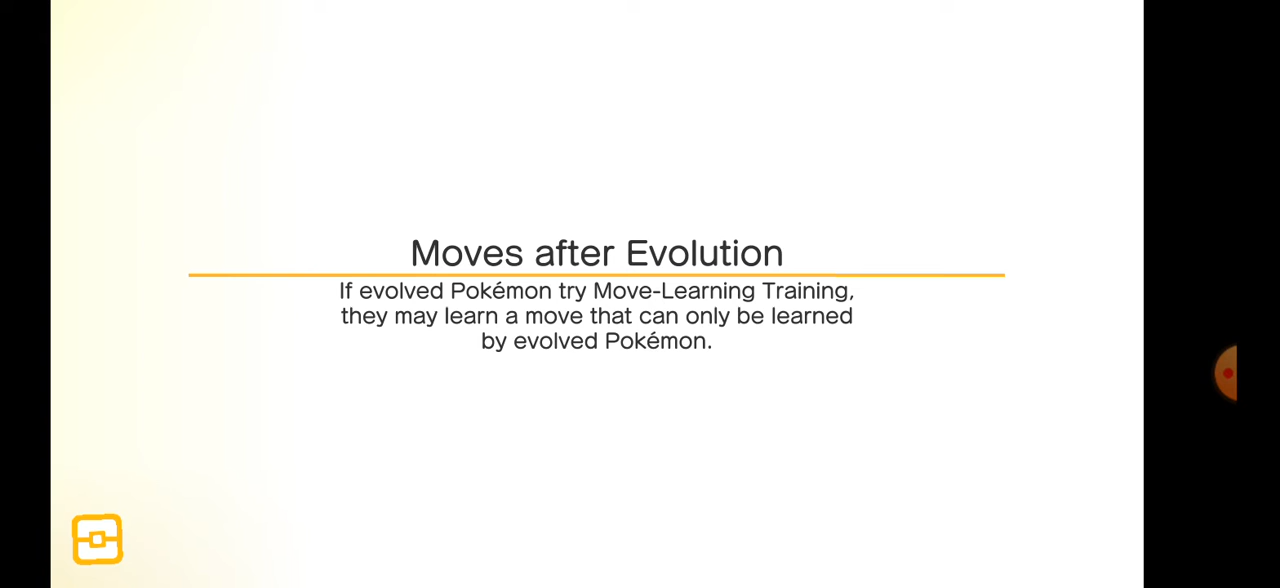 Moves after Evolution
If evolved Pokémon try Move-Learning Training,
they may learn a move that can only be learned
by evolved Pokémon.